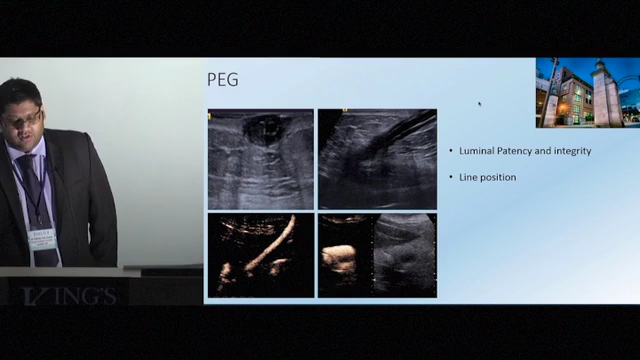 PEG
• Luminal Patency and integrity
• Line position
KING'S